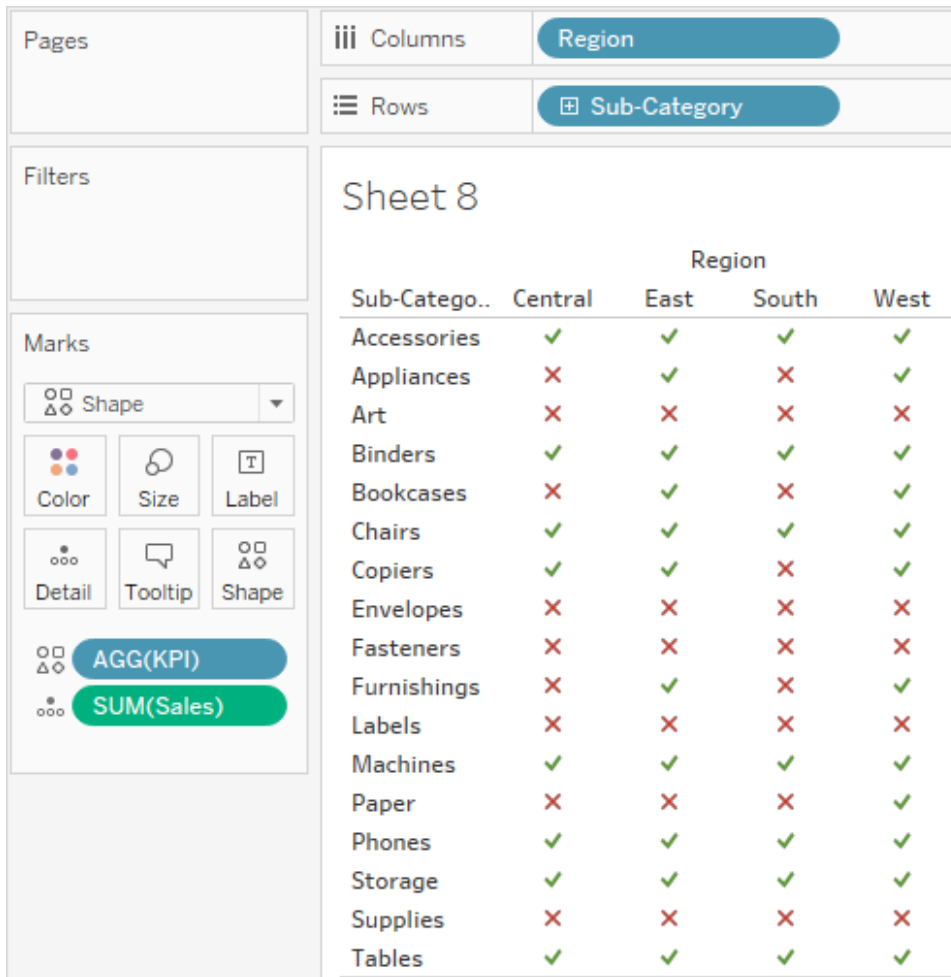 Pages
Columns Region
Rows Sub-Category
Filters
Sheet 8
Region
Sub-Catego.. Central East South West
Accessories
Appliances
Art
Binders
Bookcases
Chairs
Copiers
Envelopes
Fasteners
Furnishings
Labels
Machines
Paper
Phones
Storage
Supplies
Tables
Marks
Shape
Color Size Label
Detail Tooltip Shape
AGG(KPI)
SUM(Sales)